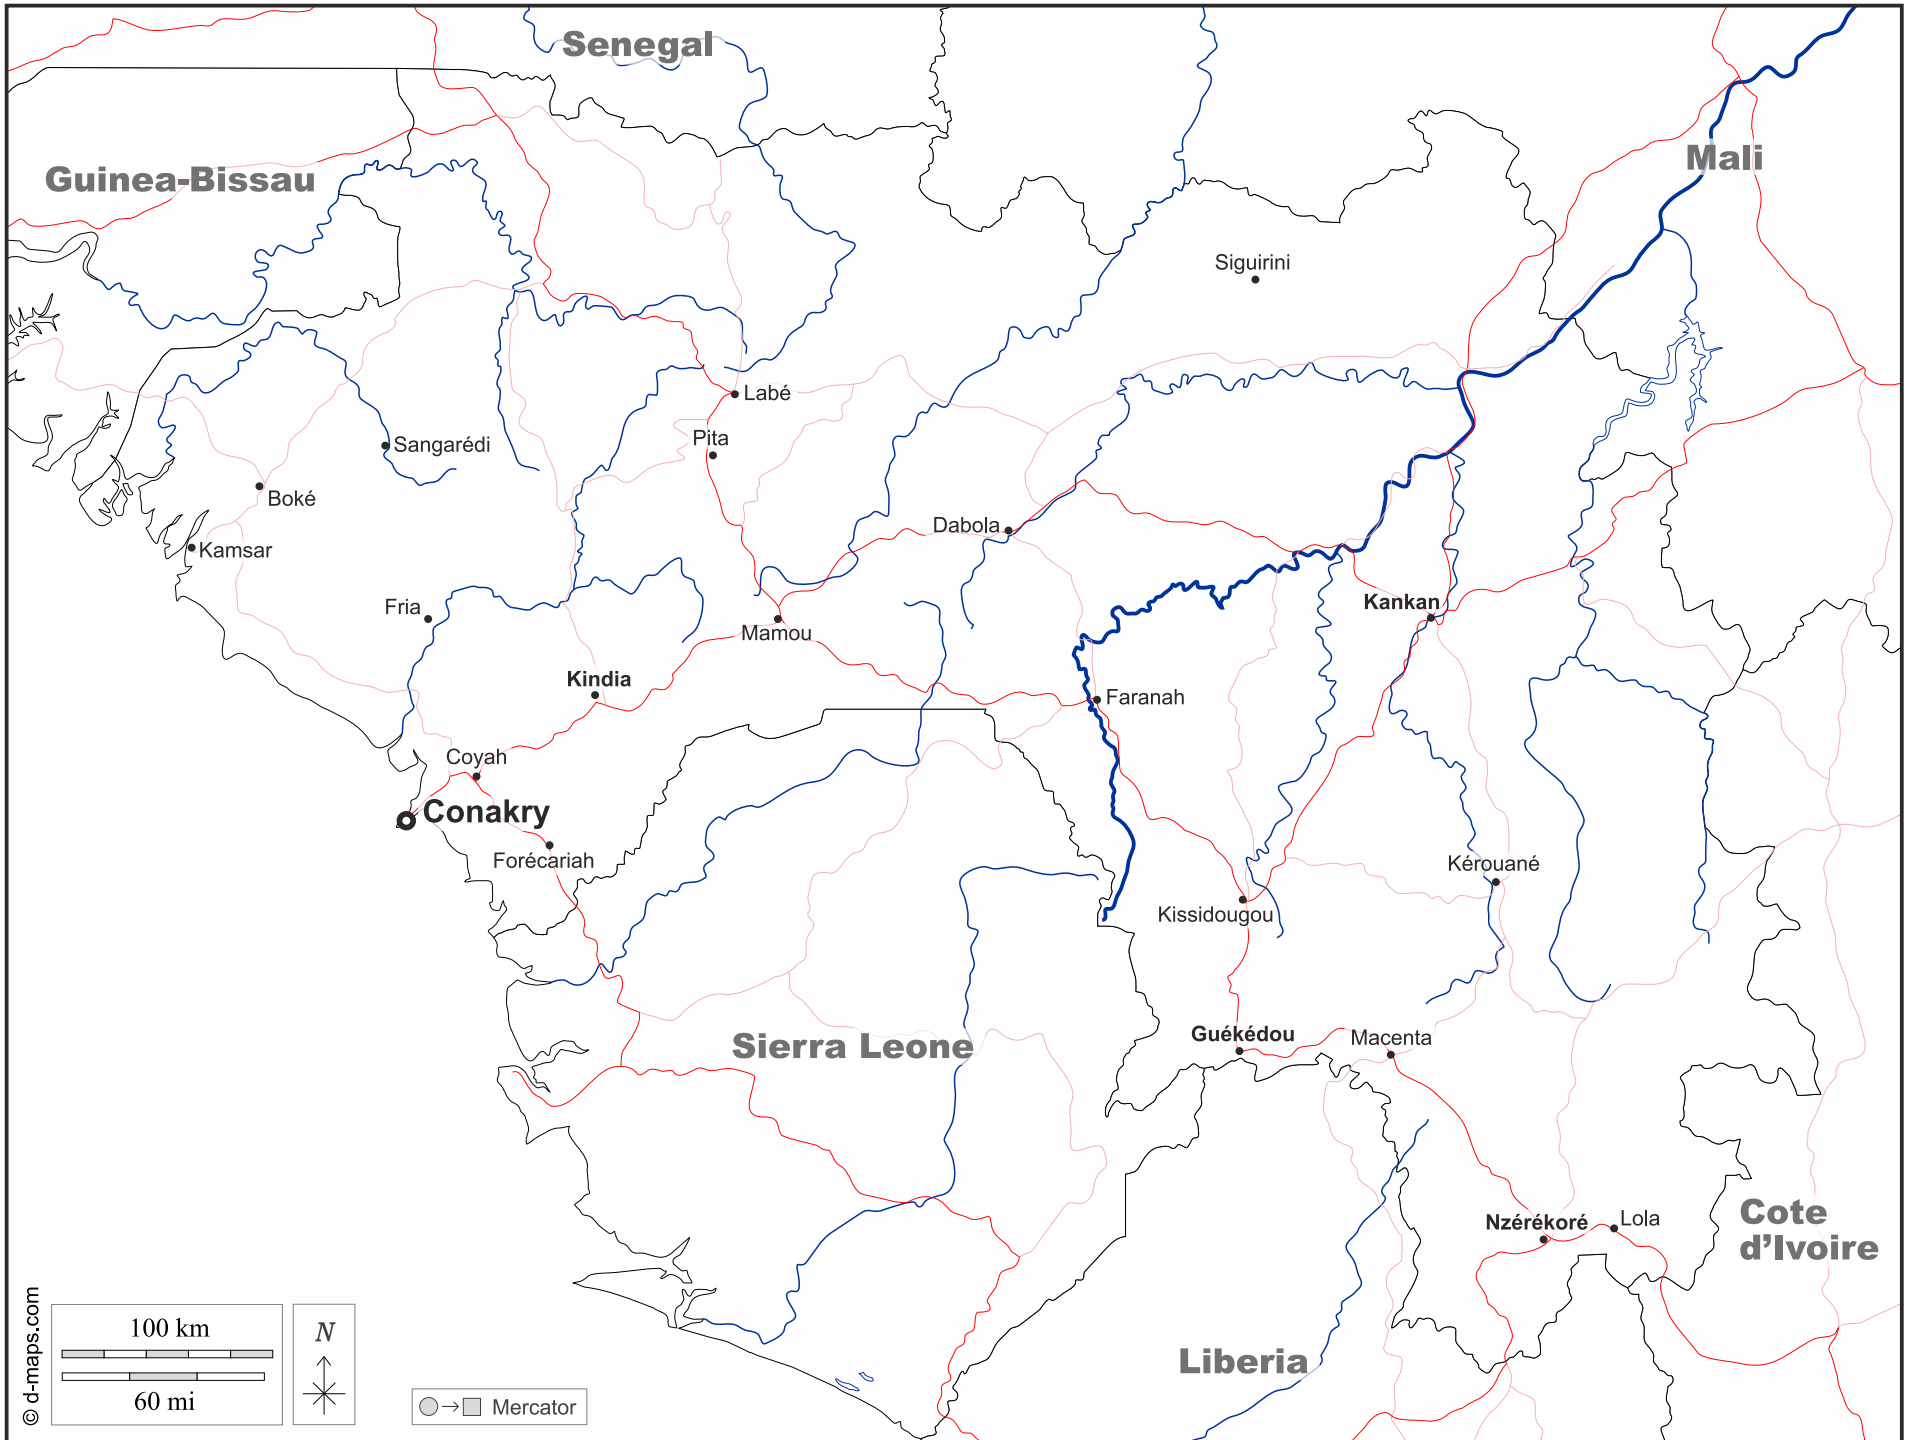 Senegal
Mali
Guinea-Bissau
Siguirini
Labé
Pita
Sangarédi
Boké
Dabola
Kamsar
Kankan
Fria
Mamou
Kindia
Faranah
Coyah
Conakry
Forécariah
Kérouané
Kissidougou
Guékédou
Macenta
Sierra Leone
Nzérékoré
Lola
Cote
d'Ivoire
Liberia
© d-maps.com
100 km
60 mi
N
Mercator